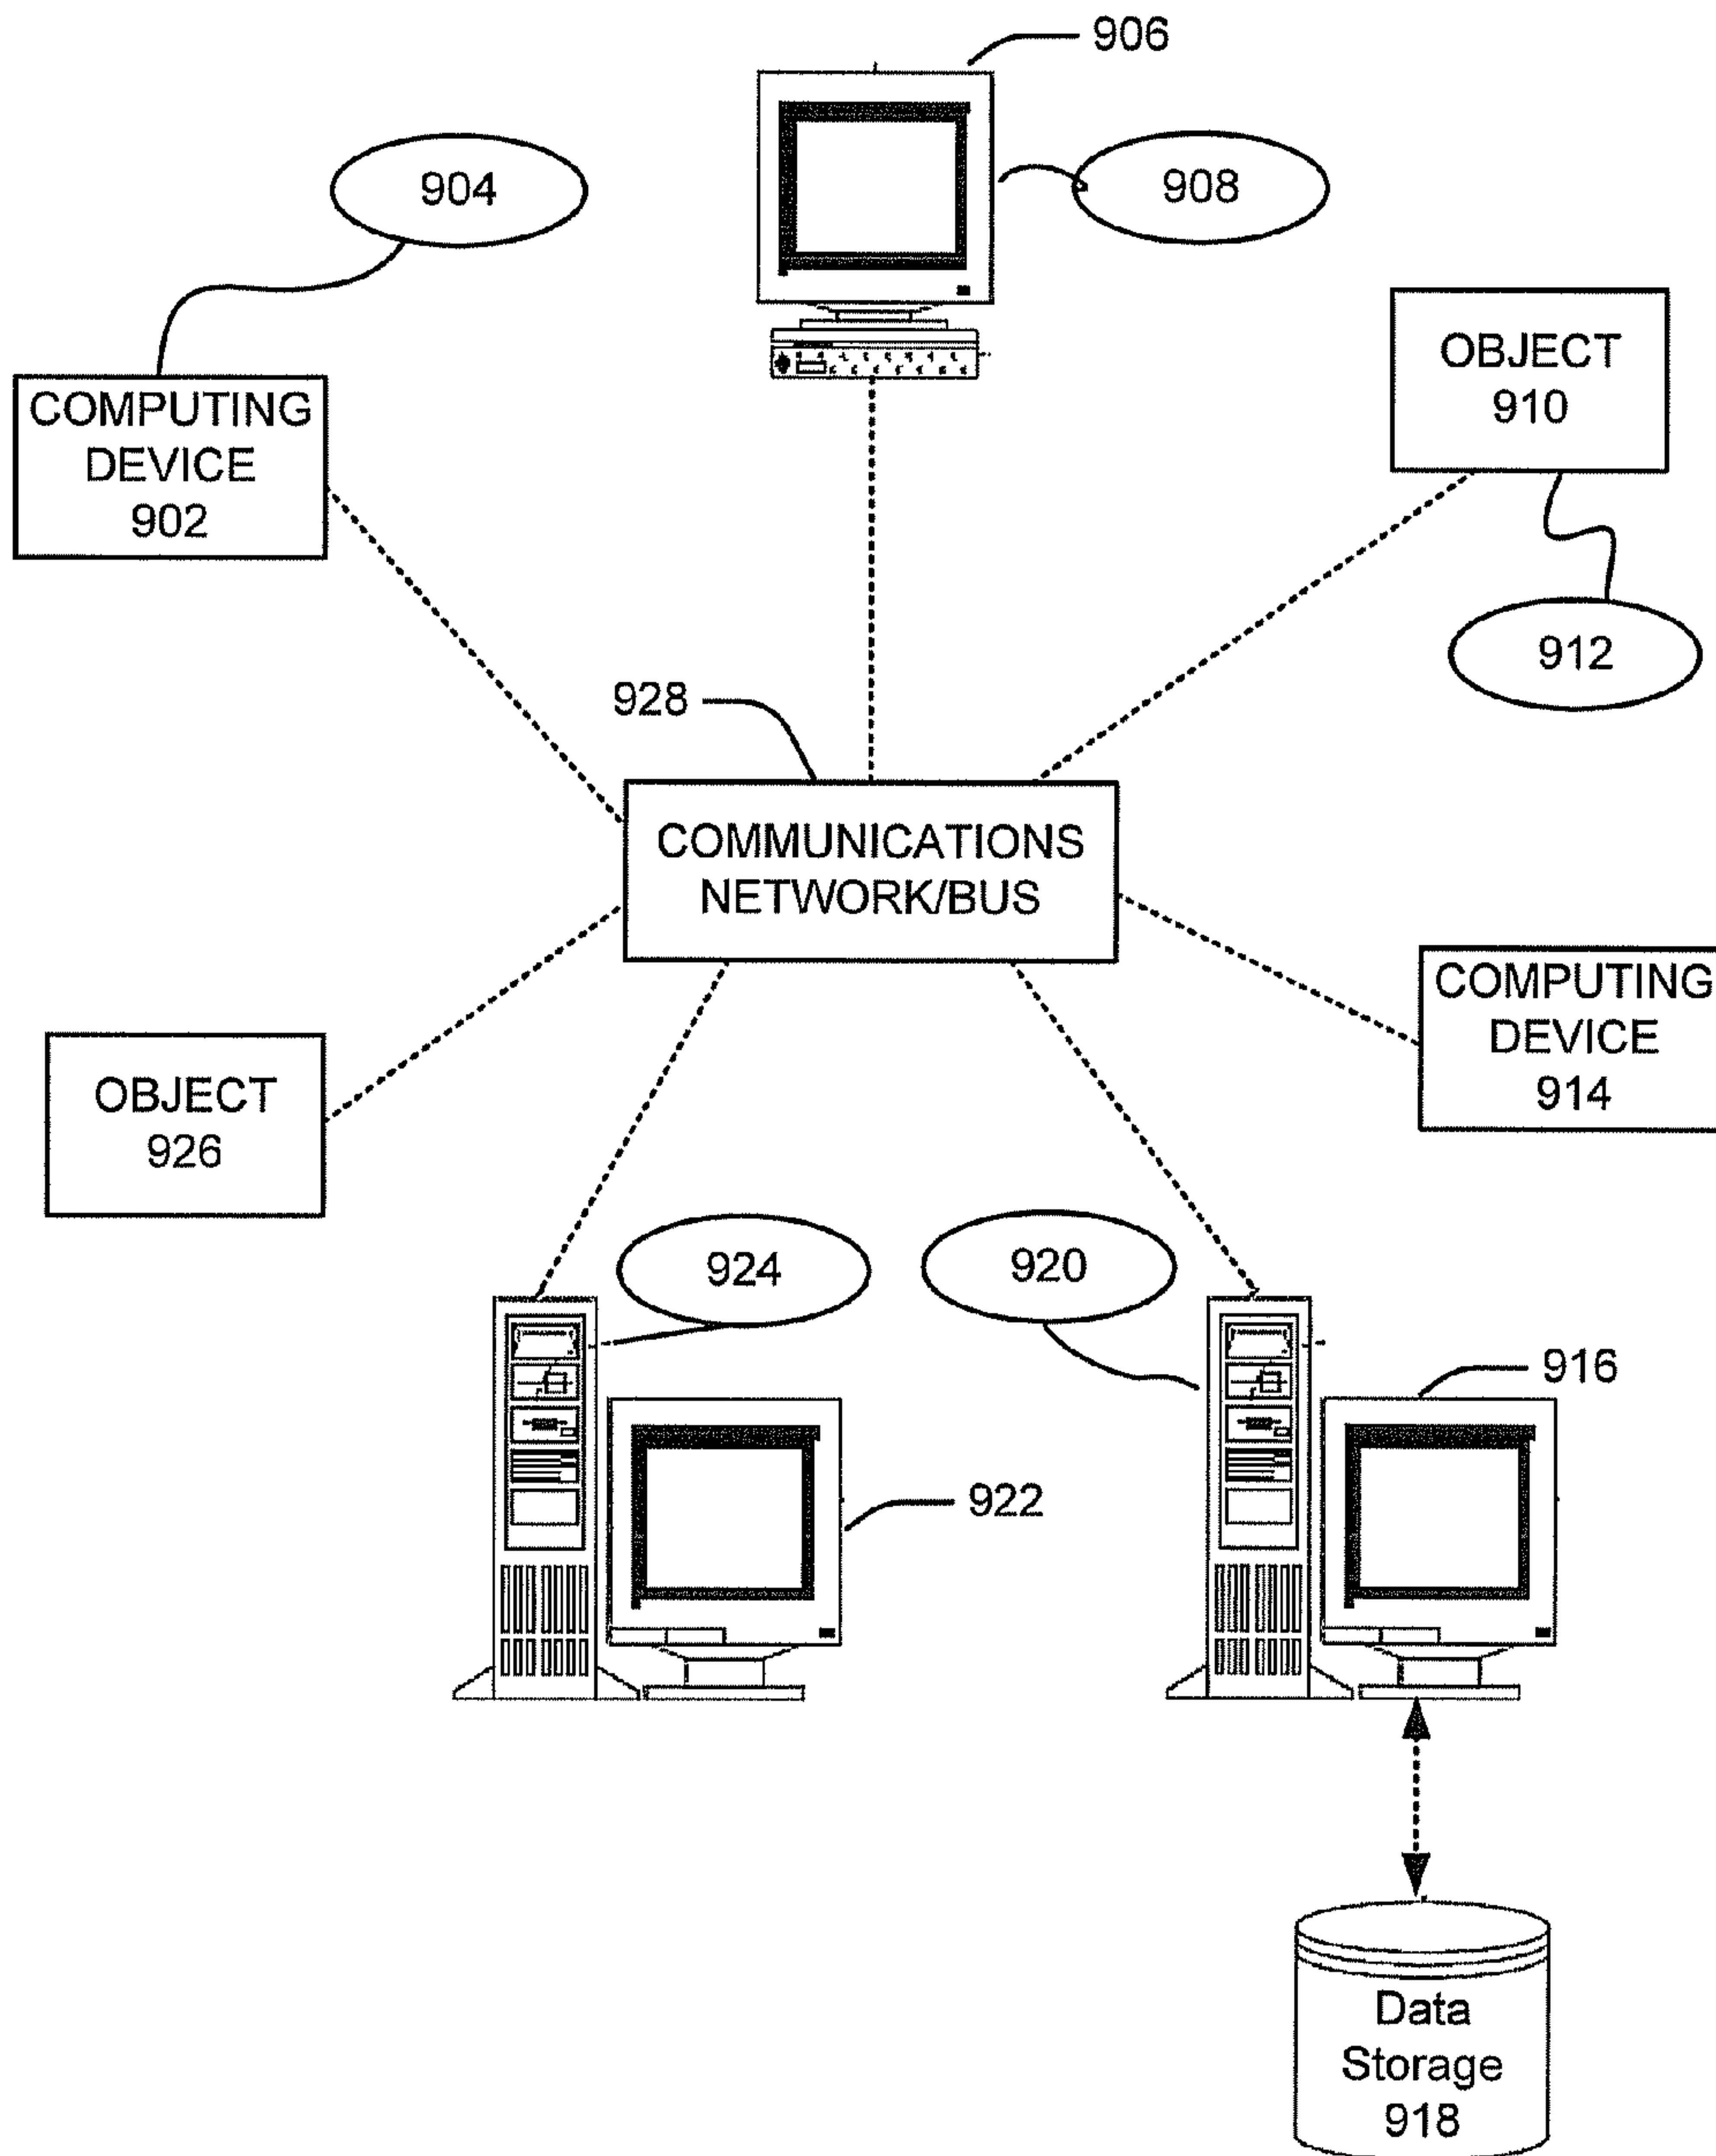 906
904
908
OBJECT
910
COMPUTING
DEVICE
902
912
928
COMMUNICATIONS
NETWORK/BUS
COMPUTING
DEVICE
914
OBJECT
926
924
920
916
922
Data
Storage
918